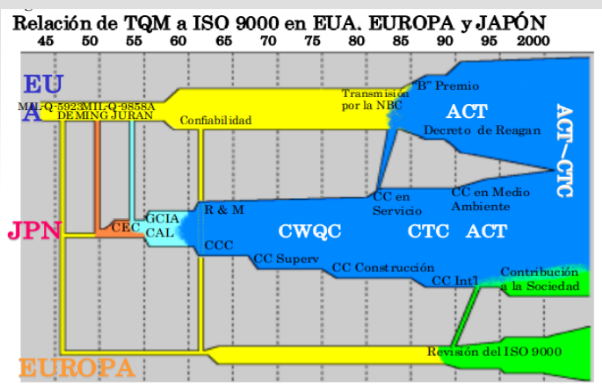 Relación de TQM a ISO 9000 en EUA. EUROPA y JAPÓN
45 50 55 60 65 70 75 80 85 90 95 2000
EU
A
MIL-Q-5923 MIL-Q-9858A
DEMING JURAN
Confiabilidad
Transmisión
por la NBC
B" Premio
ACT
Decreto de Reagan
ACT~CTC
JPN
CEC
GCIA
CAL
R & M
CCC
CWQC
CC en
Servicio
CC en Medio
Ambiente
CTC ACT
CC Superv
CC Construcción
CC Int'l
Contribución
a la Sociedad
Revisión del ISO 9000
EUROPA